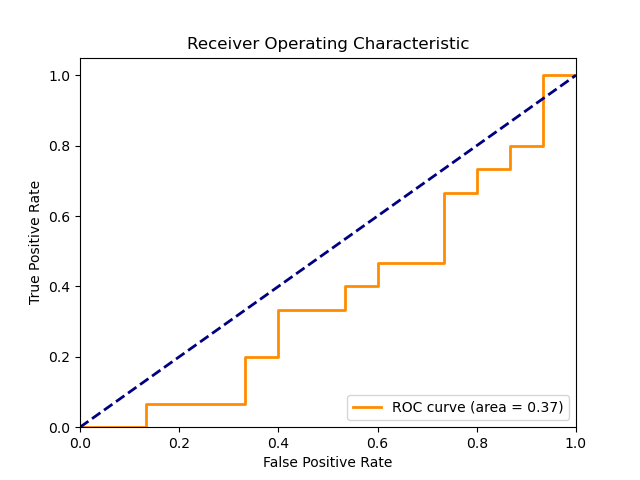 Receiver Operating Characteristic
1.0
0.8
0.6
0.4
0.2
0.0
True Positive Rate
ROC curve (area = 0.37)
0.0 0.2 0.4 0.6 0.8 1.0
False Positive Rate